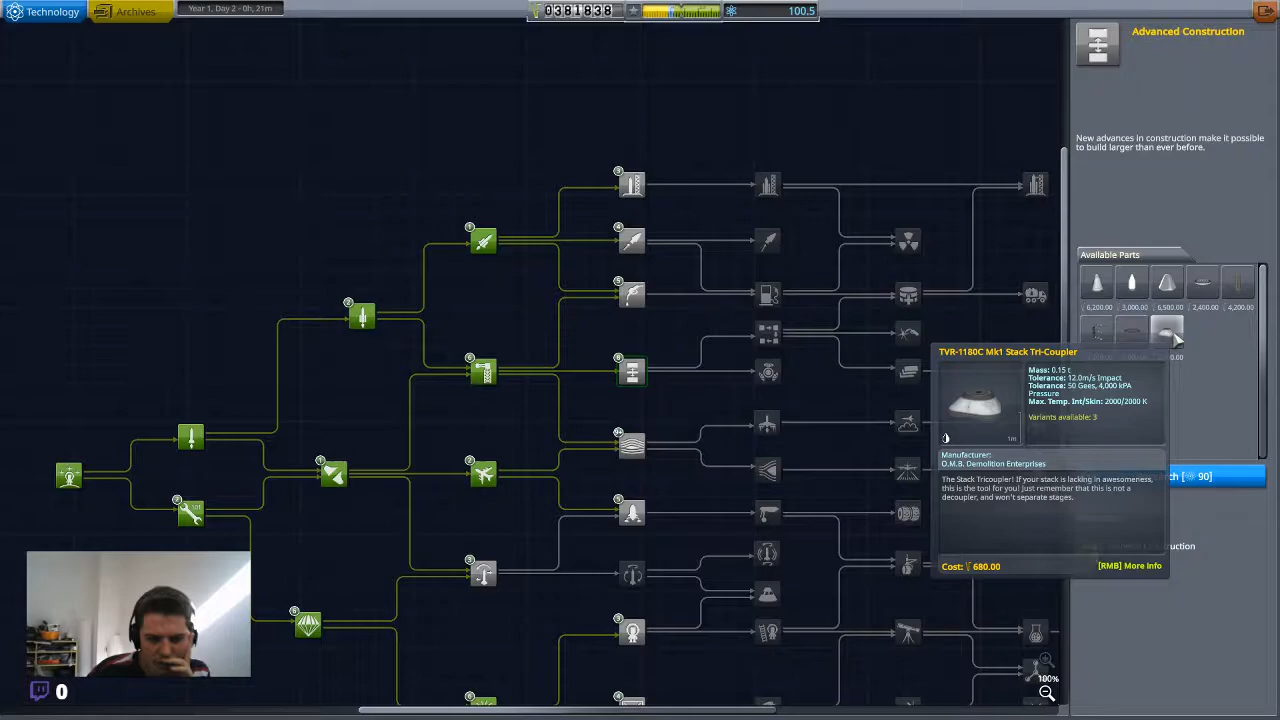 Technology
Archives
Year 1, Day 2 - 0h, 21m
0381838
100.5
Advanced Construction
New advances in construction make it possible
to build larger than ever before.
Available Parts
6,200.00 3,000.00 6,500.00 2,400.00 4,200.00
TVR-1180C Mk1 Stack Tri-Coupler
Mass: 0.15 t
Tolerance: 12.0m/s Impact
Tolerance: 50 Gees, 4,000 kPA
Pressure
Max. Temp. Int/Skin: 2000/2000 K
Variants available: 3
1m
Manufacturer:
O.M.B. Demolition Enterprises
The Stack Tricoupler! If your stack is lacking in awesomeness,
this is the tool for you! Just remember that this is not a
decoupler, and won't separate stages.
Cost: 680.00
[RMB] More Info
90]
101
100%
0